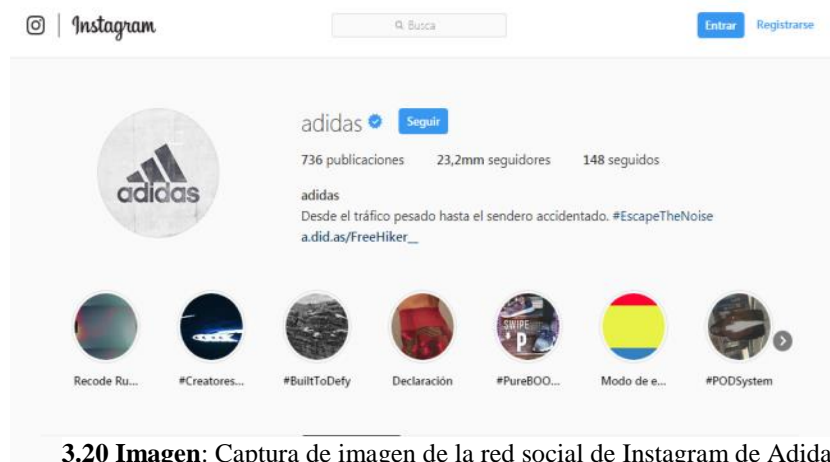 Instagram
Busca
Entrar
Registrarse
adidas
adidas
Seguir
736 publicaciones 23,2mm seguidores 148 seguidos
adidas
Desde el tráfico pesado hasta el sendero accidentado. #EscapeTheNoise
a.did.as/FreeHiker__
SWIPE
P
Recode Ru... #Creatores... #BuiltToDefy Declaración #PureBOO... Modo de e... #PODSystem
3.20 Imagen: Captura de imagen de la red social de Instagram de Adida